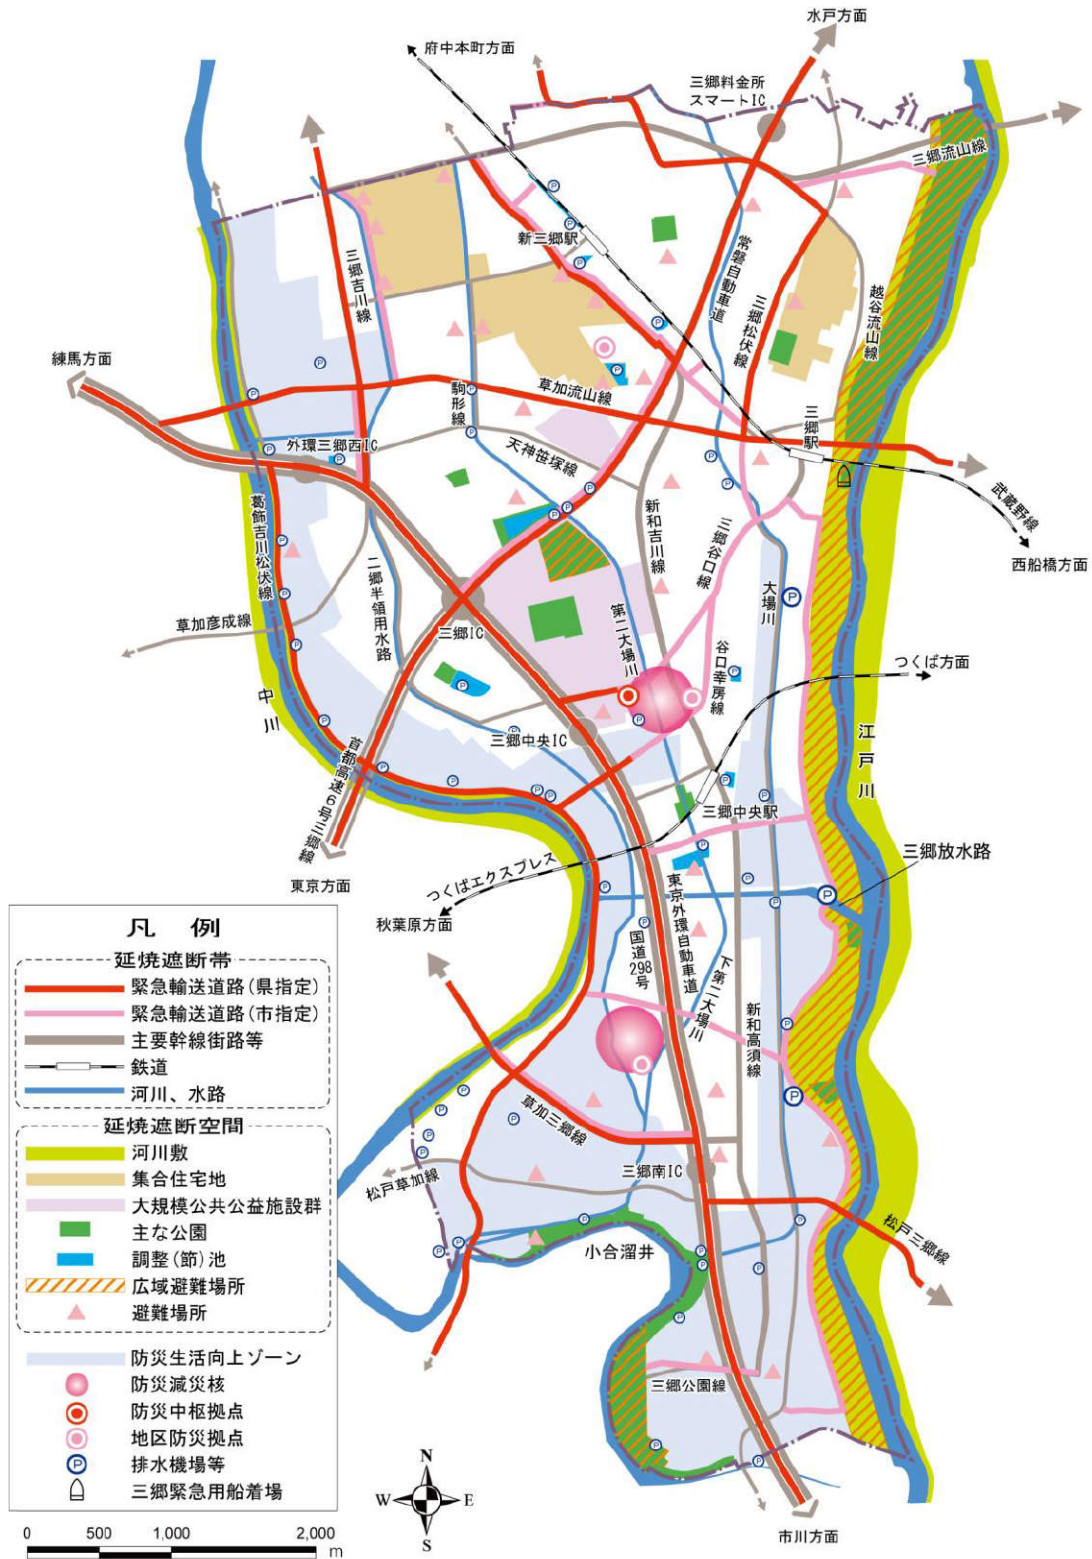 水戸方面
府中本町方面
三郷料金所
スマートIC
三郷流山線
新三郷駅
常磐自動車道
三郷吉川線
三郷松伏線
越谷流山線
練馬方面
駒形線
草加流山線
三郷駅
外環三郷西IC
天神笹塚線
武蔵野線
葛飾吉川松伏線
新和吉川線
三郷谷口線
西船橋方面
二郷半領用水路
大場川
草加彦成線
三郷IC
第二大場川
谷口幸房線
つくば方面
中川
三郷中央IC
江戸川
首都高速6号三郷線
三郷中央駅
三郷放水路
東京方面
つくばエクスプレス
秋葉原方面
東京外環自動車道
国道298号
下第二大場川
新和高須線
草加三郷線
三郷南IC
松戸草加線
松戸三郷線
小合溜井
三郷公園線
市川方面
凡 例
延焼遮断帯
緊急輸送道路(県指定)
緊急輸送道路(市指定)
主要幹線街路等
鉄道
河川、水路
延焼遮断空間
河川敷
集合住宅地
大規模公共公益施設群
主な公園
調整(節)池
広域避難場所
避難場所
防災生活向上ゾーン
防災減災核
防災中枢拠点
地区防災拠点
P 排水機場等
三郷緊急用船着場
N
W E
S
0 500 1,000 2,000
m